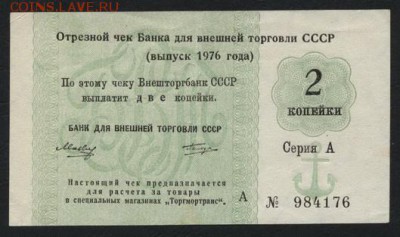 СОИНС.LAVE.RU
Отрезной чек Банка для внешней торговли СССР
(выпуск 1976 года)
По этому чеку Внешторгбанк СССР
выплатит две копейки.
2
КОПЕЙКИ
БАНК ДЛЯ ВНЕШНЕЙ ТОРГОВЛИ СССР
Серия А
Настоящий чек предназначается
для расчета за товары
в специальных магазинах „Торгмортранс“.
А № 984176